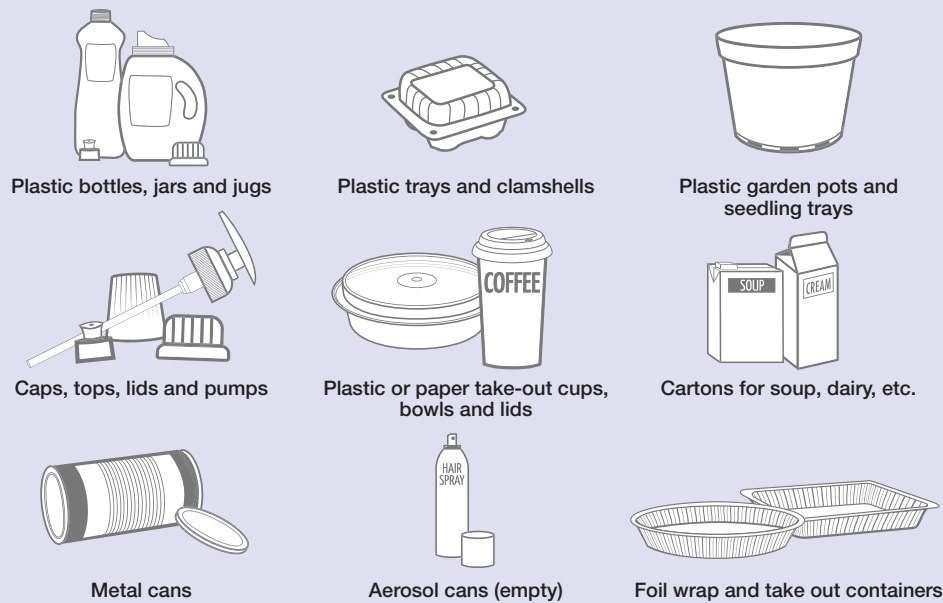 Plastic bottles, jars and jugs
Plastic trays and clamshells
Plastic garden pots and
seedling trays
COFFEE
SOUP
CREAM
Caps, tops, lids and pumps
Plastic or paper take-out cups,
bowls and lids
Cartons for soup, dairy, etc.
HAIR
SPRAY
Metal cans
Aerosol cans (empty)
Foil wrap and take out containers